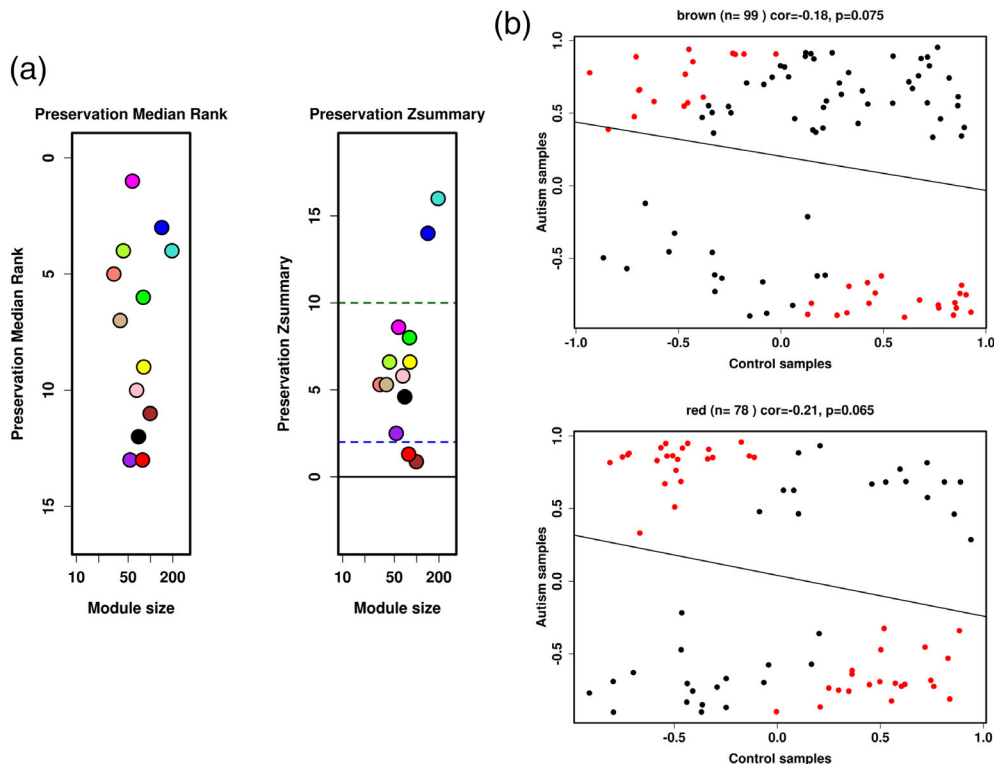 (a)
Preservation Median Rank
Preservation Median Rank
0
5
10
15
10 50 200
Module size
Preservation Zsummary
Preservation Zsummary
15
10
5
0
10 50 200
Module size
(b)
brown (n= 99 ) cor=-0.18, p=0.075
Autism samples
1.0
0.5
0.0
-0.5
-1.0 -0.5 0.0 0.5 1.0
Control samples
red (n= 78 ) cor=-0.21, p=0.065
Autism samples
1.0
0.5
0.0
-0.5
-0.5 0.0 0.5 1.0
Control samples